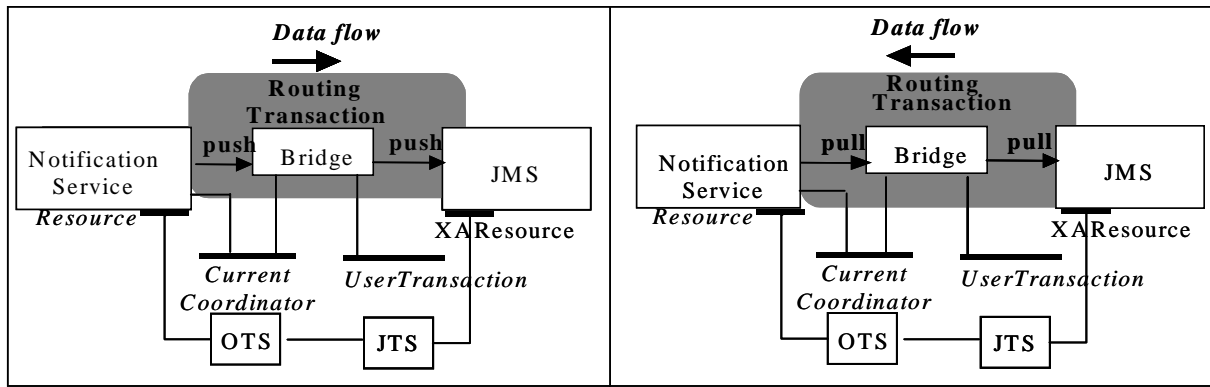 Data flow
Routing
Transaction
push
push
Notification
Service
Resource
Bridge
JMS
XAResource
Current
Coordinator
UserTransaction
OTS
JTS
Data flow
Routing
Transaction
pull
pull
Notification
Service
Resource
Bridge
JMS
XAResource
Current
Coordinator
UserTransaction
OTS
JTS